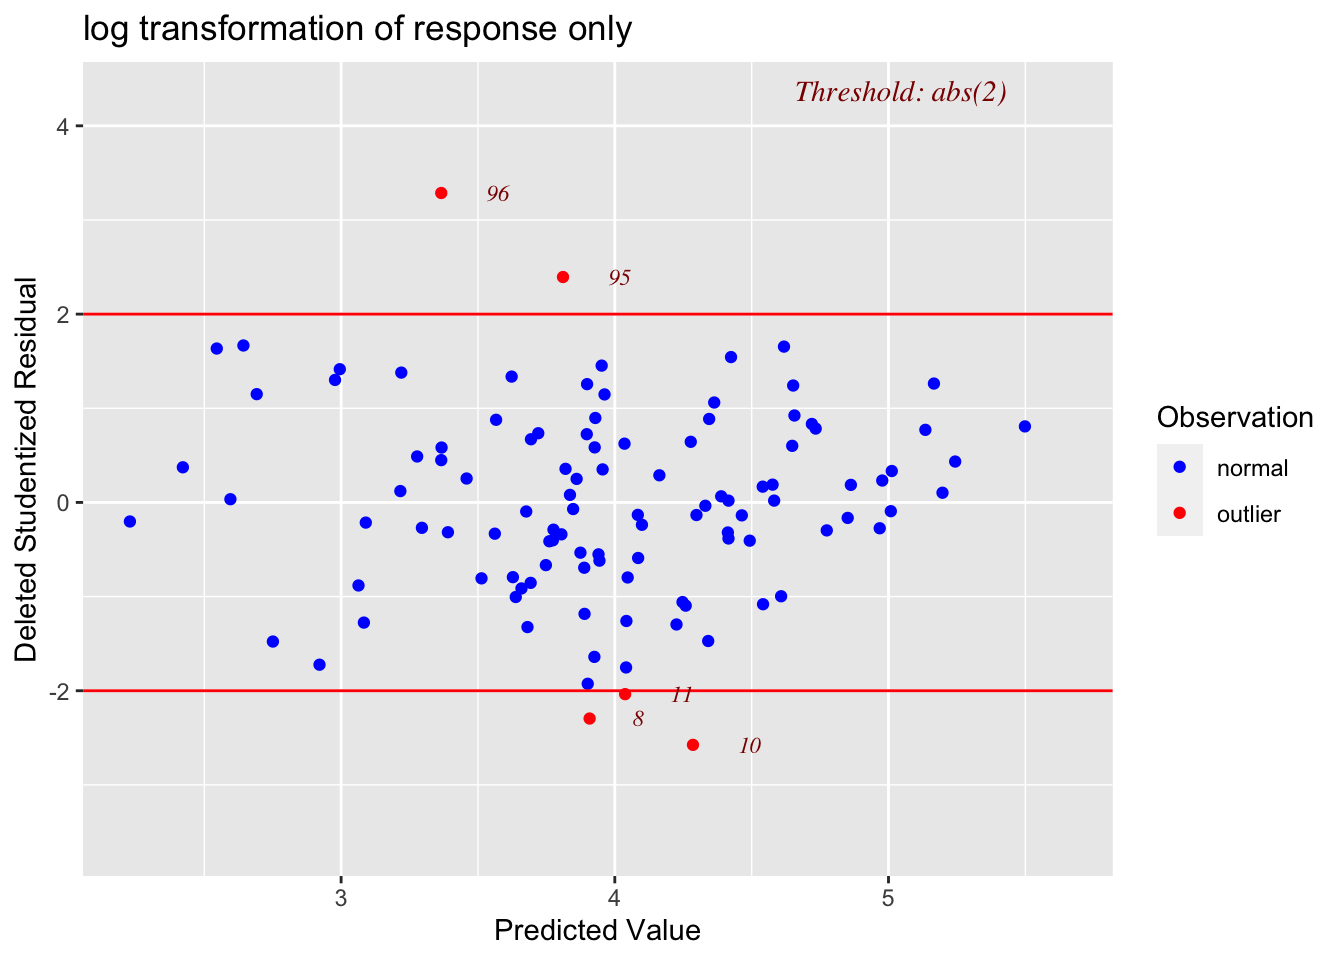 log transformation of response only
Threshold: abs(2)
4
96
95
2
Deleted Studentized Residual
Observation
normal
0
outlier
-2
11
8
10
3
4
5
Predicted Value